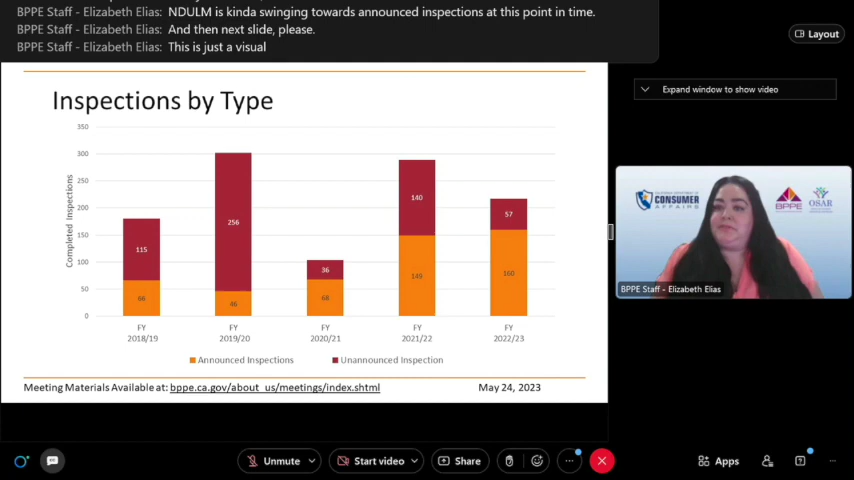 BPPE Staff - Elizabeth Elias: NDULM is kinda swinging towards announced inspections at this point in time.
BPPE Staff - Elizabeth Elias: And then next slide, please.
BPPE Staff - Elizabeth Elias: This is just a visual
Layout
Expand window to show video
Inspections by Type
350
300
250
200
150
100
50
0
Completed Inspections
115
66
256
46
36
68
140
149
57
160
FY
2018/19
FY
2019/20
FY
2020/21
FY
2021/22
FY
2022/23
Announced Inspections
Unannounced Inspection
Meeting Materials Available at: bppe.ca.gov/about_us/meetings/index.shtml
May 24, 2023
CONSUMER
AFFAIRS
BPPE
OSAR
BPPE Staff - Elizabeth Elias
Unmute
Start video
Share
Apps